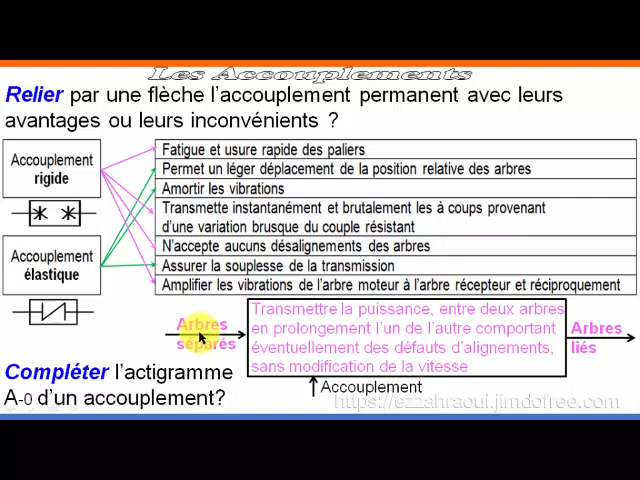 Les Accouplements
Relier par une flèche l'accouplement permanent avec leurs
avantages ou leurs inconvénients ?
Accouplement
rigide
Fatigue et usure rapide des paliers
Permet un léger déplacement de la position relative des arbres
Amortir les vibrations
Transmette instantanément et brutalement les à coups provenant
d'une variation brusque du couple résistant
Accouplement
élastique
N'accepte aucuns désalignements des arbres
Assurer la souplesse de la transmission
Amplifier les vibrations de l'arbre moteur à l'arbre récepteur et réciproquement
Arbres
séparés
Transmettre la puissance, entre deux arbres
en prolongement l'un de l'autre comportant
éventuellement des défauts d'alignements,
sans modification de la vitesse
Arbres
liés
Compléter l'actigramme
A-0 d'un accouplement?
Accouplement
https://ezzahraoui.jimdofree.com